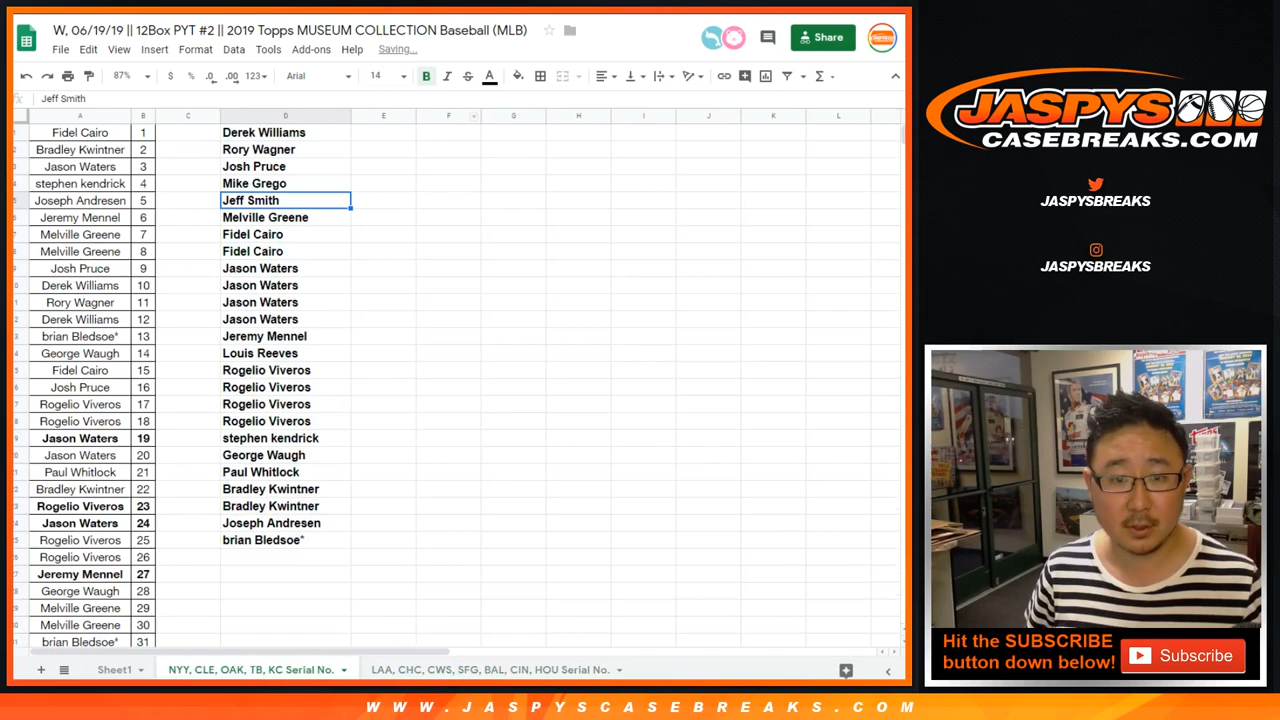 W, 06/19/19 || 12Box PYT #2 || 2019 Topps MUSEUM COLLECTION Baseball (MLB)
File Edit View Insert Format Data Tools Add-ons Help Saving...
Share
87% $ % .0 .00 123 Arial 14 B I S A
fx Jeff Smith
A B C D E F G H I J K L
Fidel Cairo 1 Derek Williams
Bradley Kwintner 2 Rory Wagner
Jason Waters 3 Josh Pruce
stephen kendrick 4 Mike Grego
Joseph Andresen 5 Jeff Smith
Jeremy Mennel 6 Melville Greene
Melville Greene 7 Fidel Cairo
Melville Greene 8 Fidel Cairo
Josh Pruce 9 Jason Waters
Derek Williams 10 Jason Waters
Rory Wagner 11 Jason Waters
Derek Williams 12 Jason Waters
brian Bledsoe* 13 Jeremy Mennel
George Waugh 14 Louis Reeves
Fidel Cairo 15 Rogelio Viveros
Josh Pruce 16 Rogelio Viveros
Rogelio Viveros 17 Rogelio Viveros
Rogelio Viveros 18 Rogelio Viveros
Jason Waters 19 stephen kendrick
Jason Waters 20 George Waugh
Paul Whitlock 21 Paul Whitlock
Bradley Kwintner 22 Bradley Kwintner
Rogelio Viveros 23 Bradley Kwintner
Jason Waters 24 Joseph Andresen
Rogelio Viveros 25 brian Bledsoe*
Rogelio Viveros 26
Jeremy Mennel 27
George Waugh 28
Melville Greene 29
Melville Greene 30
brian Bledsoe* 31
Sheet1 NYY, CLE, OAK, TB, KC Serial No. LAA, CHC, CWS, SFG, BAL, CIN, HOU Serial No.
JASPYS
CASEBREAKS.COM
JASPYSBREAKS
JASPYSBREAKS
Hit the SUBSCRIBE
button down below!
Subscribe
WWW.JASPYSCASEBREAKS.COM